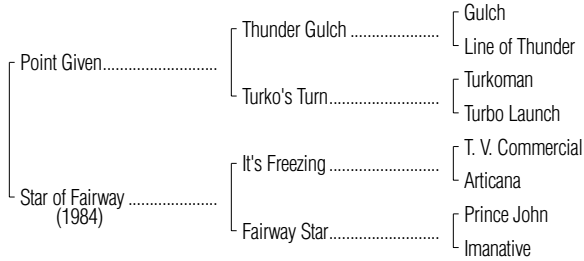 Gulch
Thunder Gulch ....................
Line of Thunder
Point Given..........................
Turkoman
Turko's Turn.........................
Turbo Launch
T. V. Commercial
It's Freezing .........................
Articana
Star of Fairway ....................
(1984)
Prince John
Fairway Star.........................
Imanative